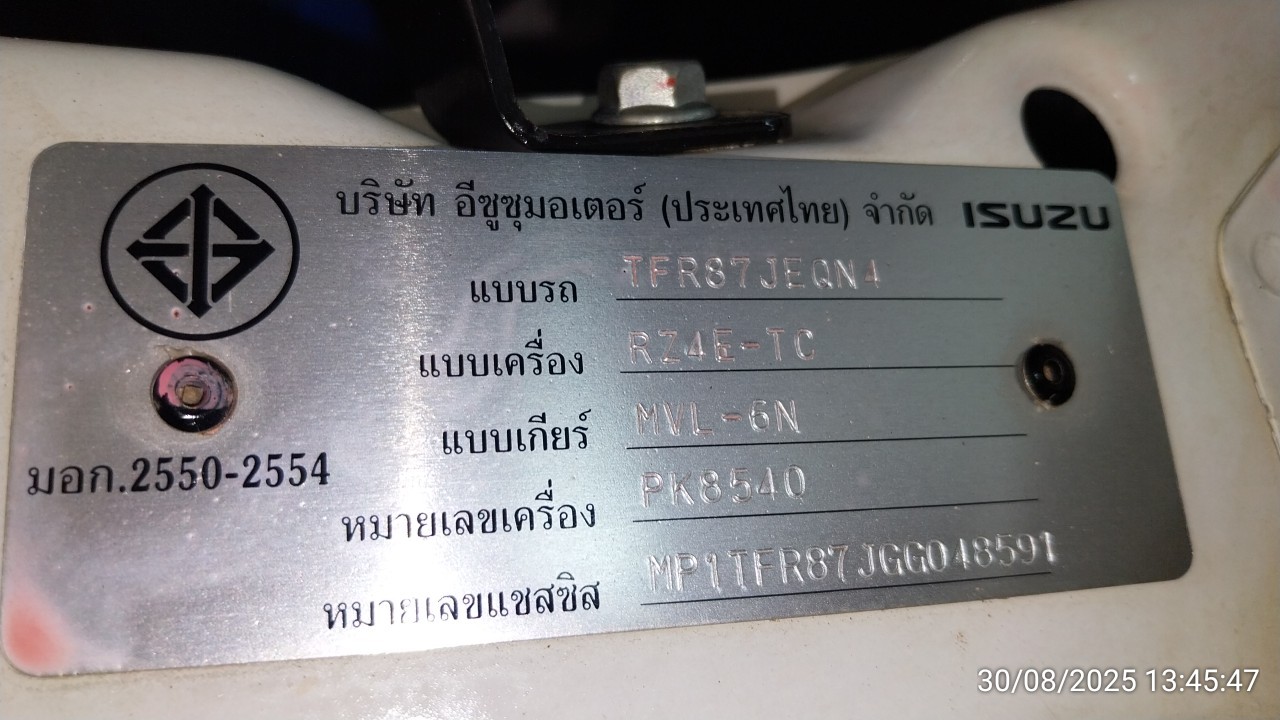 บริษัท อีซูซุมอเตอร์ (ประเทศไทย) จำกัด ISUZU
แบบรถ TFR87JEQN4
แบบเครื่อง RZ4E-TC
แบบเกียร์ MVL-6N
มอก.2550-2554
หมายเลขเครื่อง PK8540
หมายเลขแชสซิส MP1TFR87JGG048591
30/08/2025 13:45:47